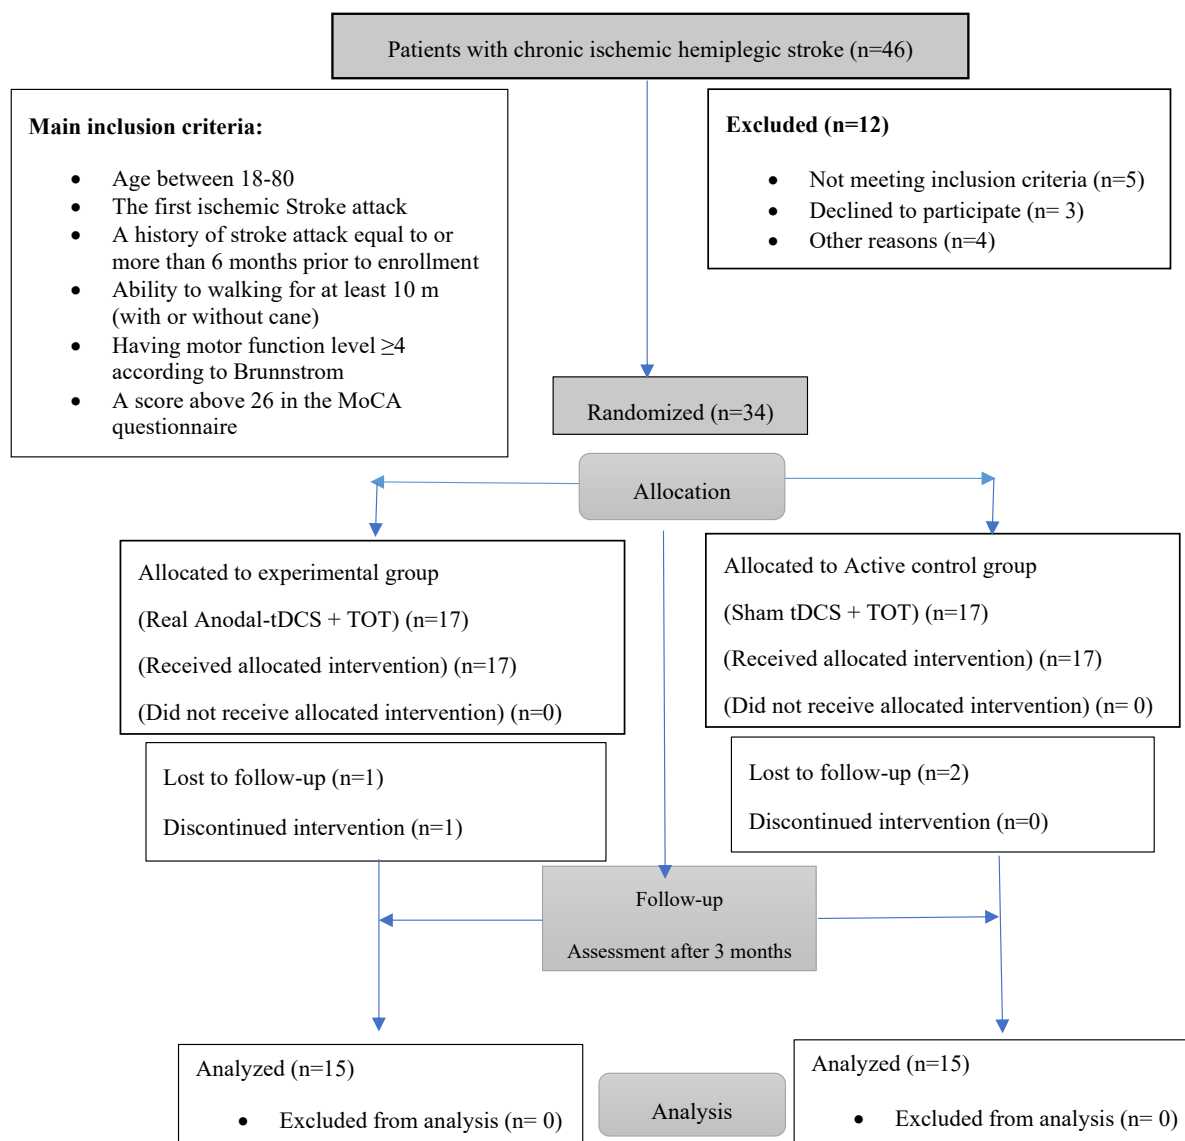 Patients with chronic ischemic hemiplegic stroke (n=46)
Main inclusion criteria:
• Age between 18-80
• The first ischemic Stroke attack
• A history of stroke attack equal to or
more than 6 months prior to enrollment
• Ability to walking for at least 10 m
(with or without cane)
• Having motor function level ≥4
according to Brunnstrom
• A score above 26 in the MoCA
questionnaire
Excluded (n=12)
• Not meeting inclusion criteria (n=5)
• Declined to participate (n= 3)
• Other reasons (n=4)
Randomized (n=34)
Allocation
Allocated to experimental group
(Real Anodal-tDCS + TOT) (n=17)
(Received allocated intervention) (n=17)
(Did not receive allocated intervention) (n=0)
Allocated to Active control group
(Sham tDCS + TOT) (n=17)
(Received allocated intervention) (n=17)
(Did not receive allocated intervention) (n= 0)
Lost to follow-up (n=1)
Discontinued intervention (n=1)
Lost to follow-up (n=2)
Discontinued intervention (n=0)
Follow-up
Assessment after 3 months
Analyzed (n=15)
• Excluded from analysis (n= 0)
Analysis
Analyzed (n=15)
• Excluded from analysis (n= 0)